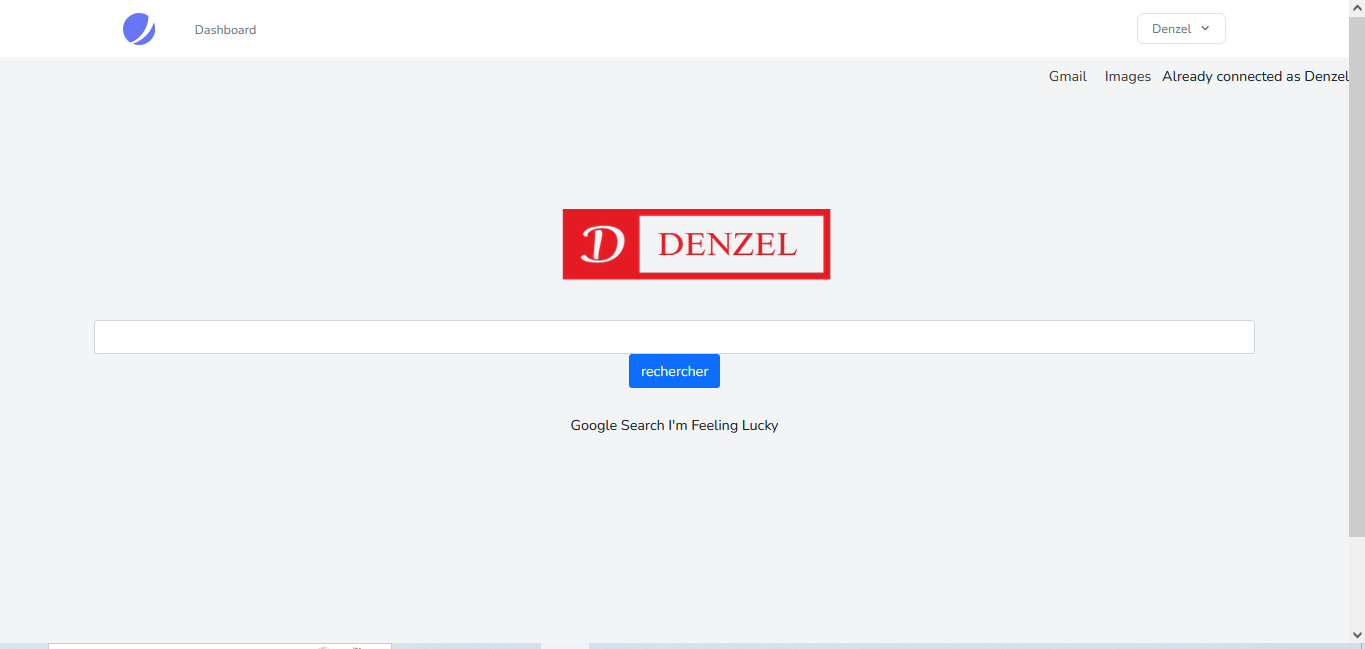 Dashboard
Denzel
Gmail Images Already connected as Denzel
D DENZEL
rechercher
Google Search I'm Feeling Lucky